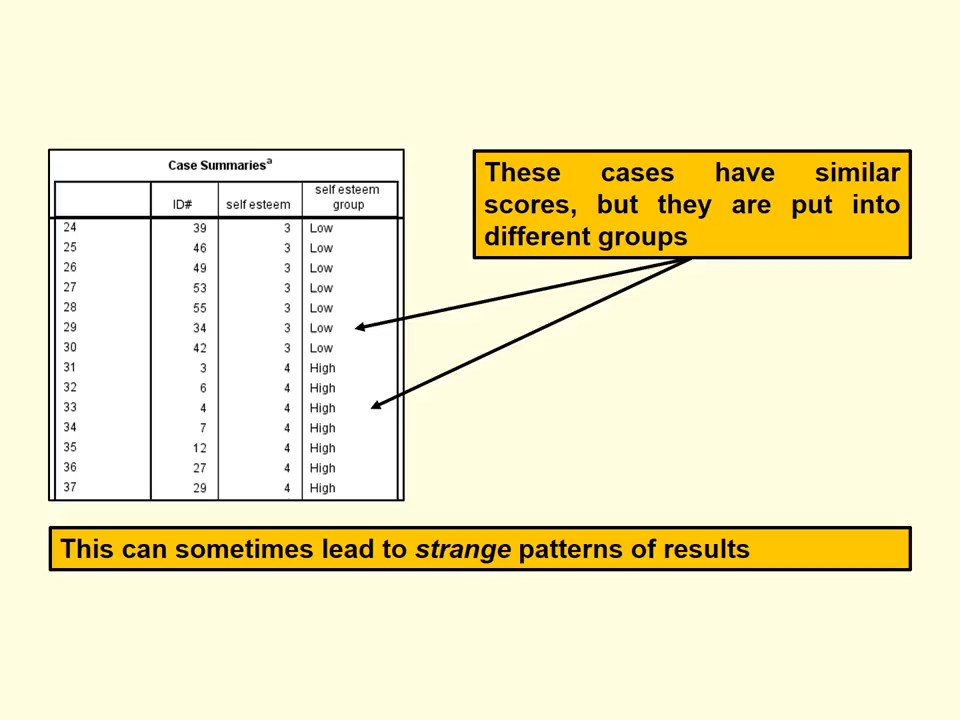 Case Summariesa
ID# self esteem self esteem group
24 39 3 Low
25 46 3 Low
26 49 3 Low
27 53 3 Low
28 55 3 Low
29 34 3 Low
30 42 3 Low
31 3 4 High
32 6 4 High
33 4 4 High
34 7 4 High
35 12 4 High
36 27 4 High
37 29 4 High
These cases have similar
scores, but they are put into
different groups
This can sometimes lead to strange patterns of results